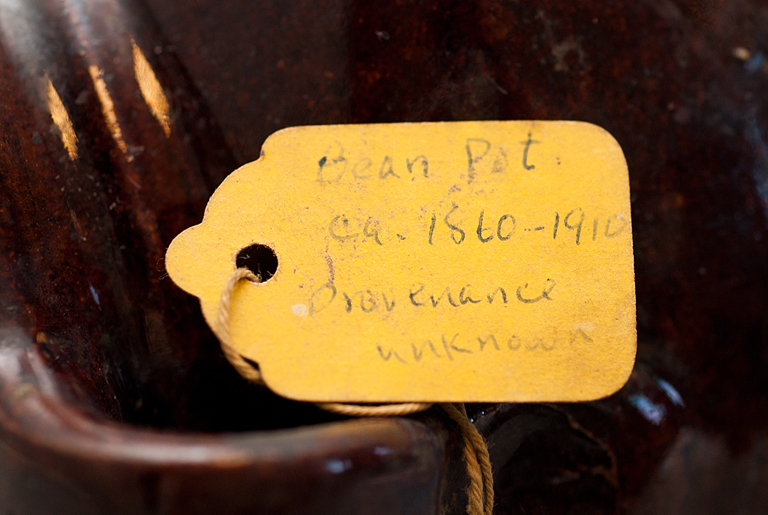 Bean Pot.
ca. 1860-1910
Provenance
unknown